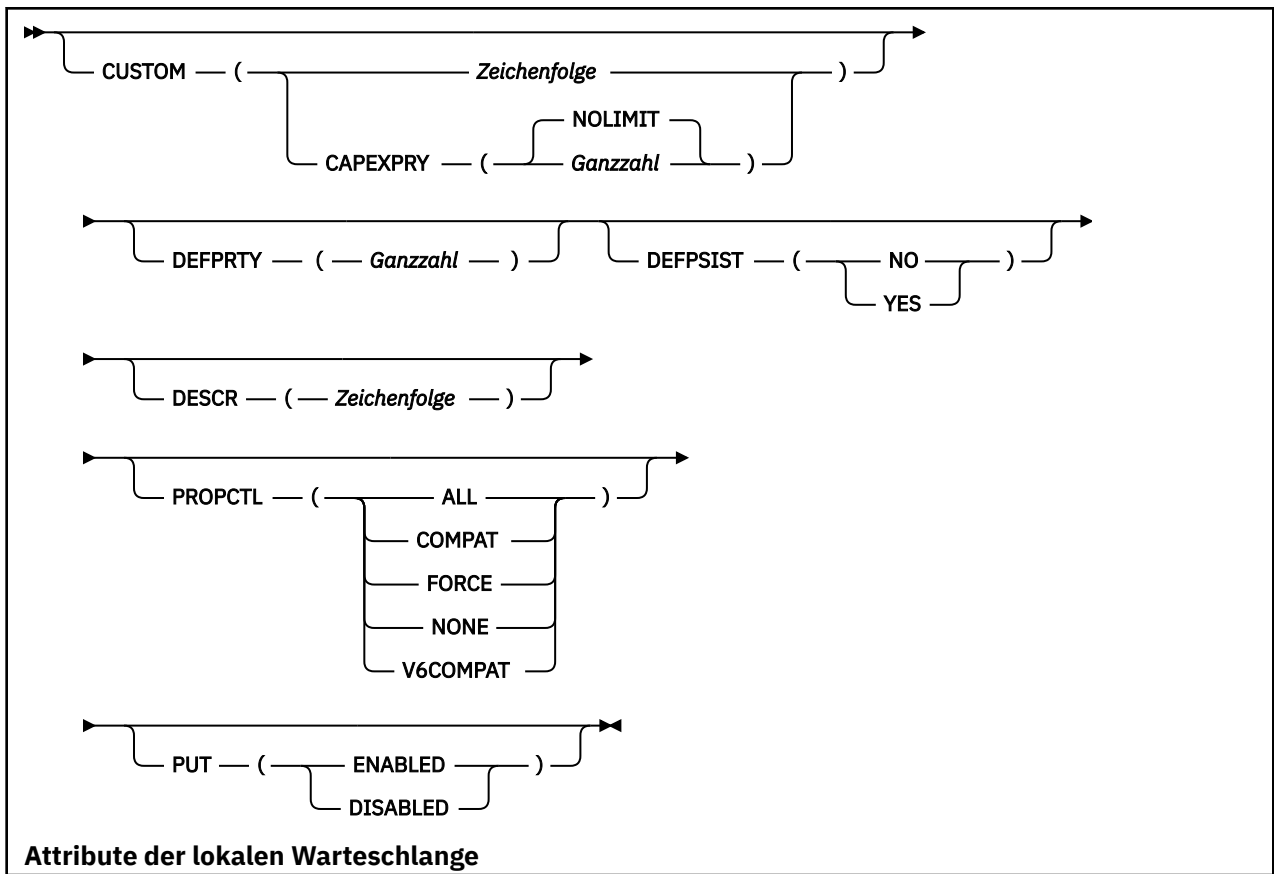 CUSTOM ( Zeichenfolge )
CAPEXPRY ( NOLIMIT
Ganzzahl )
DEFPRTY ( Ganzzahl ) DEFPSIST ( NO )
YES
DESCR ( Zeichenfolge )
PROPCTL ( ALL )
COMPAT
FORCE
NONE
V6COMPAT
PUT ( ENABLED )
DISABLED
Attribute der lokalen Warteschlange